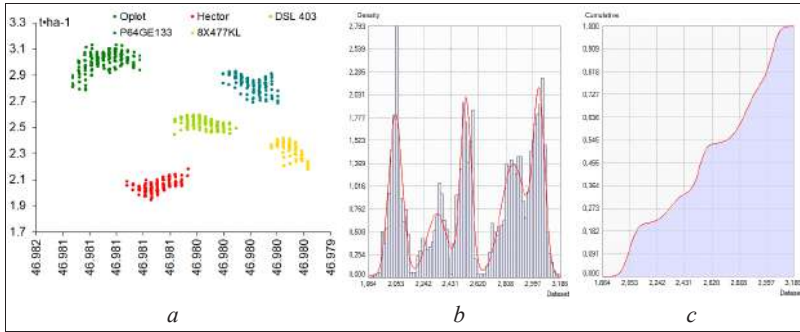 t•ha-1
Oplot Hector DSL 403
P64GE133 8X477KL
3.3
3.1
2.9
2.7
2.5
2.3
2.1
1.9
1.7
46.982 46.981 46.981 46.981 46.981 46.980 46.980 46.980 46.980 46.980 46.979
a
Density
2,783
2,539
2,295
2,031
1,777
1,523
1,329
1,016
0,762
0,508
0,254
0,000
1,864 2,053 2,242 2,431 2,620 2,808 2,997 3,186
Dataset
b
Cumulative
1.000
0.909
0.818
0.727
0.636
0.545
0.455
0.364
0.273
0.182
0.091
0.000
1,864 2,053 2,242 2,431 2,620 2,808 2,997 3,186
Dataset
c